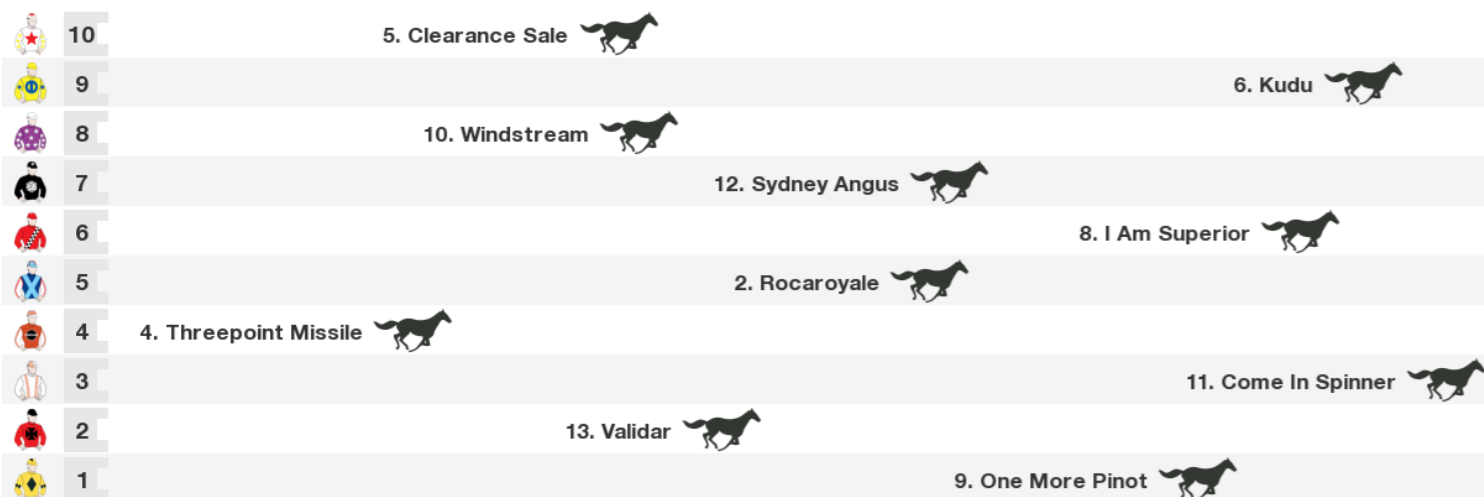 10 5. Clearance Sale
9 6. Kudu
8 10. Windstream
7 12. Sydney Angus
6 8. I Am Superior
5 2. Rocaroyale
4 4. Threepoint Missile
3 11. Come In Spinner
2 13. Validar
1 9. One More Pinot